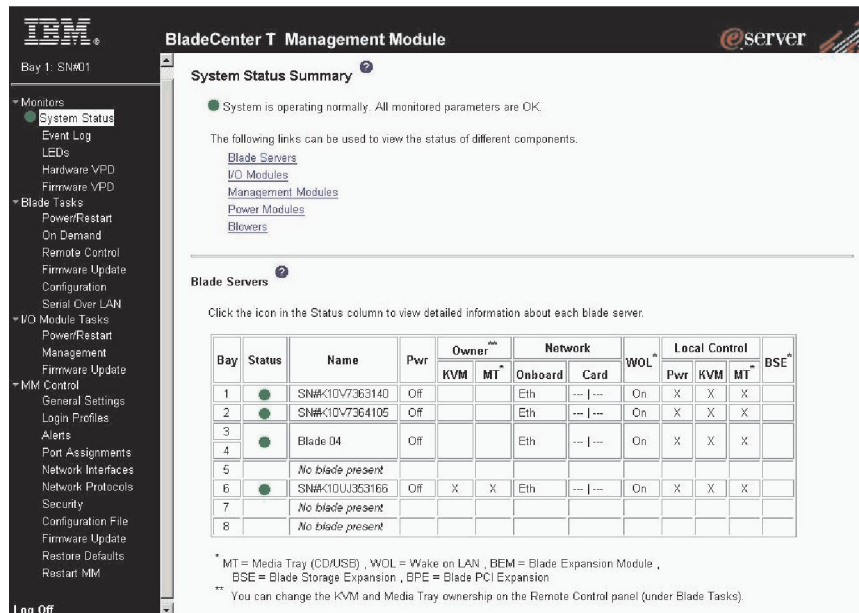 IBM®
BladeCenter T Management Module
eserver
Bay 1: SN#01
Monitors
System Status
Event Log
LEDs
Hardware VPD
Firmware VPD
Blade Tasks
Power/Restart
On Demand
Remote Control
Firmware Update
Configuration
Serial Over LAN
I/O Module Tasks
Power/Restart
Management
Firmware Update
MM Control
General Settings
Login Profiles
Alerts
Port Assignments
Network Interfaces
Network Protocols
Security
Configuration File
Firmware Update
Restore Defaults
Restart MM
Log Off
System Status Summary ?
System is operating normally. All monitored parameters are OK.
The following links can be used to view the status of different components.
Blade Servers
I/O Modules
Management Modules
Power Modules
Blowers
Blade Servers ?
Click the icon in the Status column to view detailed information about each blade server.
Bay Status Name Pwr Owner** Network WOL* Local Control BSE*
KVM MT* Onboard Card Pwr KVM MT*
1 SN#K10V7363140 Off Eth --- | --- On X X X
2 SN#K10V7364105 Off Eth --- | --- On X X X
3
4 Blade 04 Off Eth --- | --- On X X X
5 No blade present
6 SN#K10UJ353166 Off X X Eth --- | --- On X X X
7 No blade present
8 No blade present
* MT = Media Tray (CD/USB) , WOL = Wake on LAN , BEM = Blade Expansion Module ,
BSE = Blade Storage Expansion , BPE = Blade PCI Expansion
** You can change the KVM and Media Tray ownership on the Remote Control panel (under Blade Tasks).